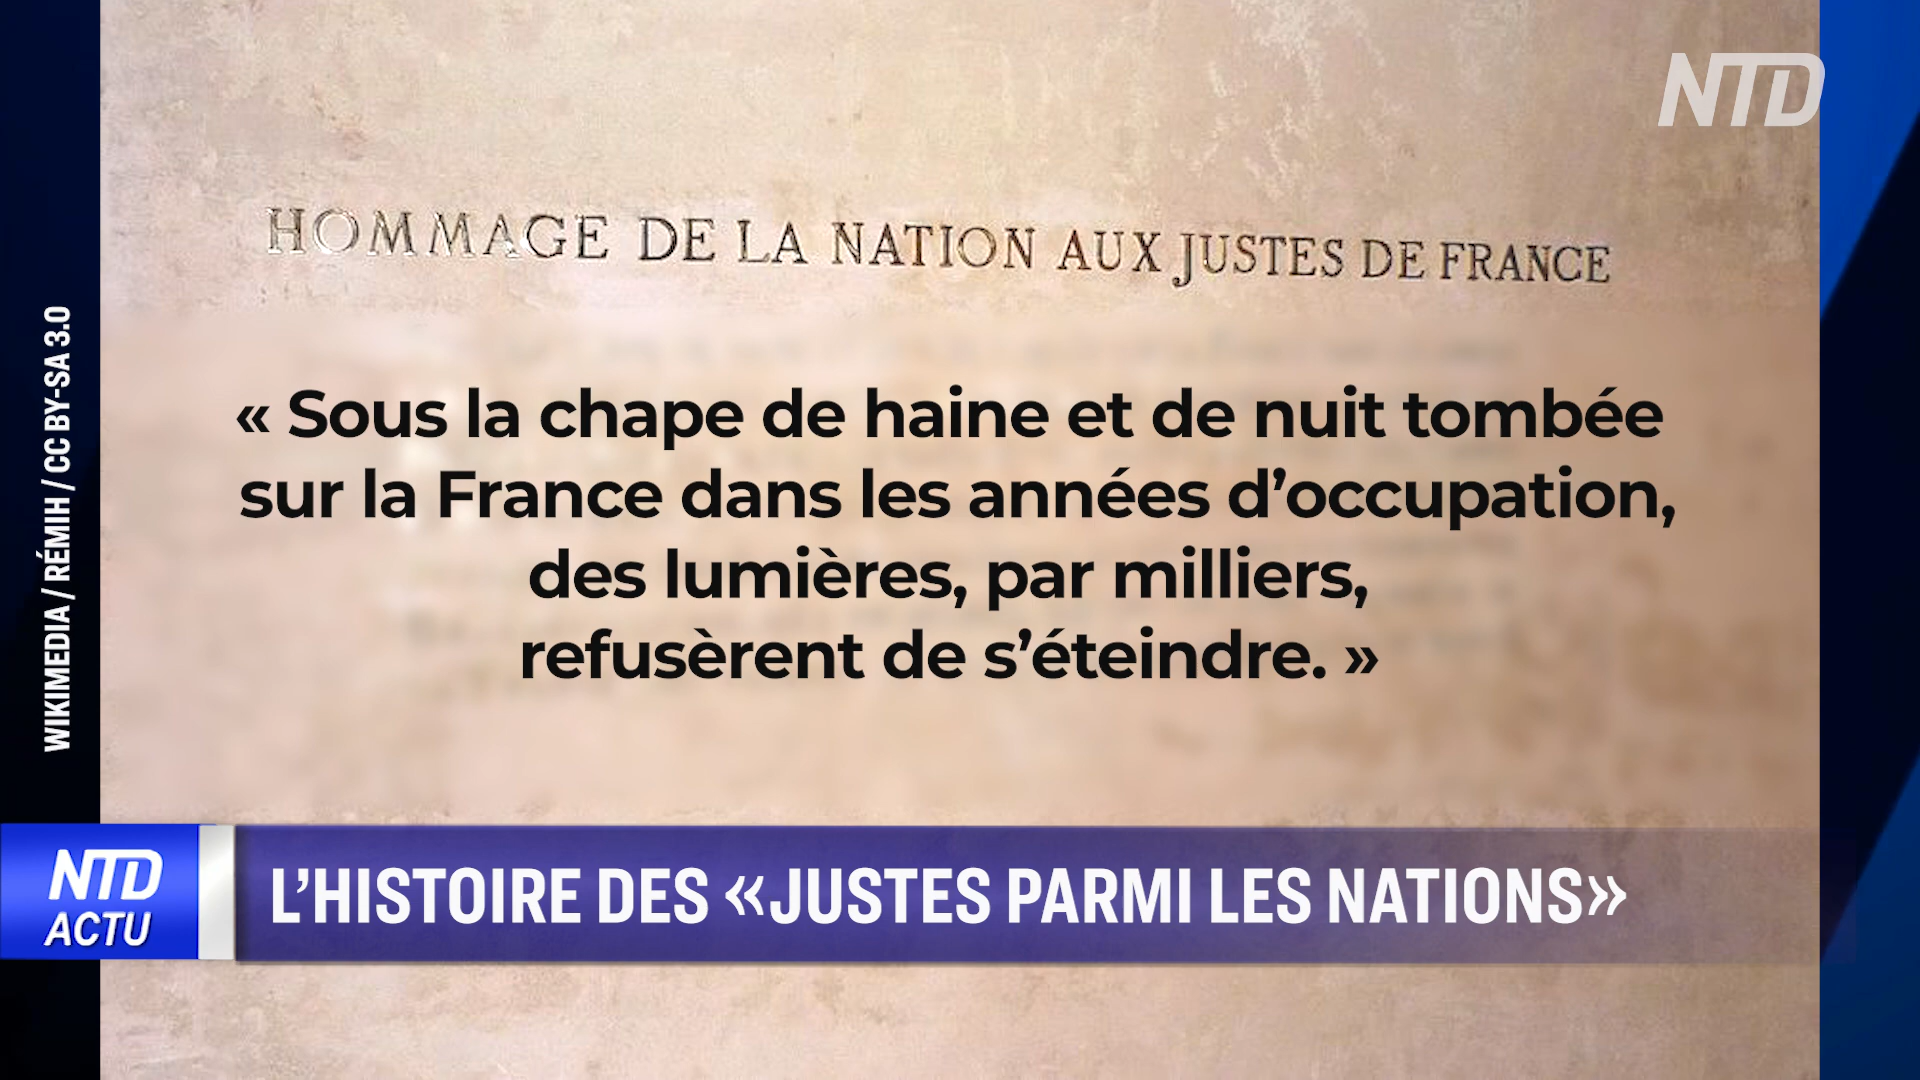 NTD
HOMMAGE DE LA NATION AUX JUSTES DE FRANCE
« Sous la chape de haine et de nuit tombée
sur la France dans les années d’occupation,
des lumières, par milliers,
refusèrent de s’éteindre. »
WIKIMEDIA / RÉMIH / CC BY-SA 3.0
NTD
ACTU
L’HISTOIRE DES «JUSTES PARMI LES NATIONS»